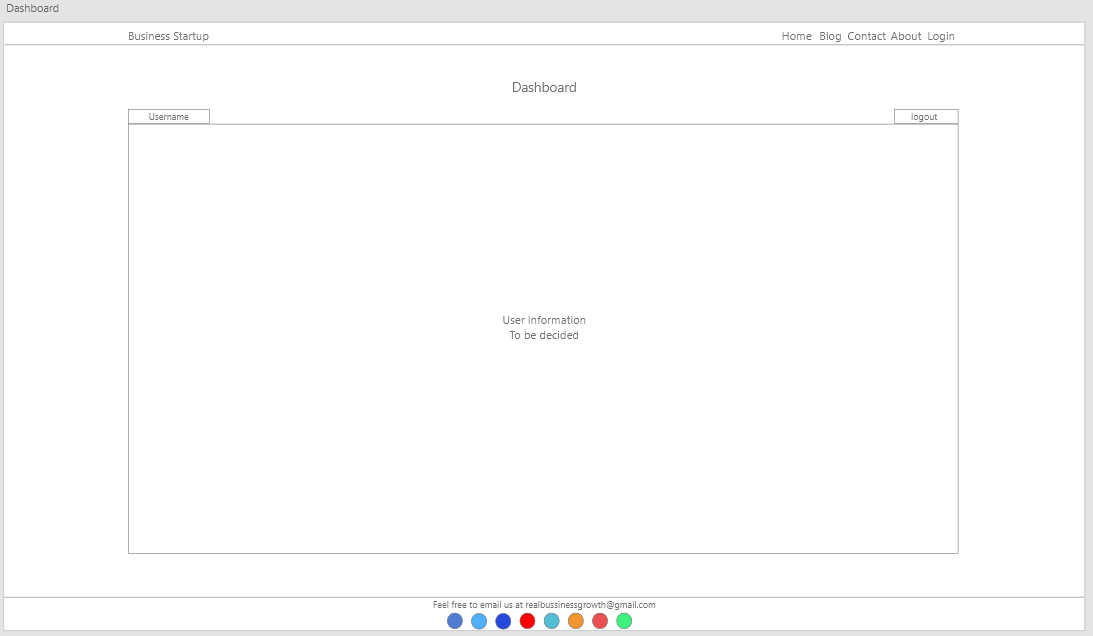 Dashboard
Business Startup
Home Blog Contact About Login
Dashboard
Username
logout
User Information
To be decided
Feel free to email us at realbussinessgrowth@gmail.com